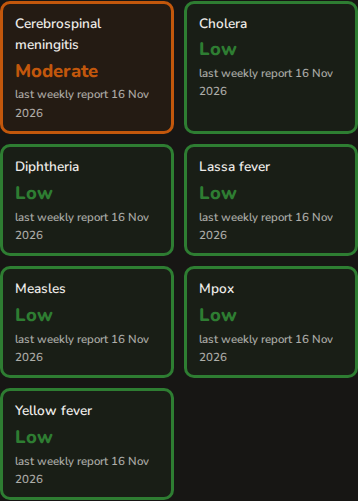 Cerebrospinal
meningitis
Moderate
last weekly report 16 Nov
2026
Cholera
Low
last weekly report 16 Nov
2026
Diphtheria
Low
last weekly report 16 Nov
2026
Lassa fever
Low
last weekly report 16 Nov
2026
Measles
Low
last weekly report 16 Nov
2026
Mpox
Low
last weekly report 16 Nov
2026
Yellow fever
Low
last weekly report 16 Nov
2026